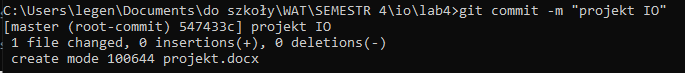 C:\Users\legen\Documents\do szkoły\WAT\SEMESTR 4\io\lab4>git commit -m "projekt IO"
[master (root-commit) 547433c] projekt IO
 1 file changed, 0 insertions(+), 0 deletions(-)
 create mode 100644 projekt.docx